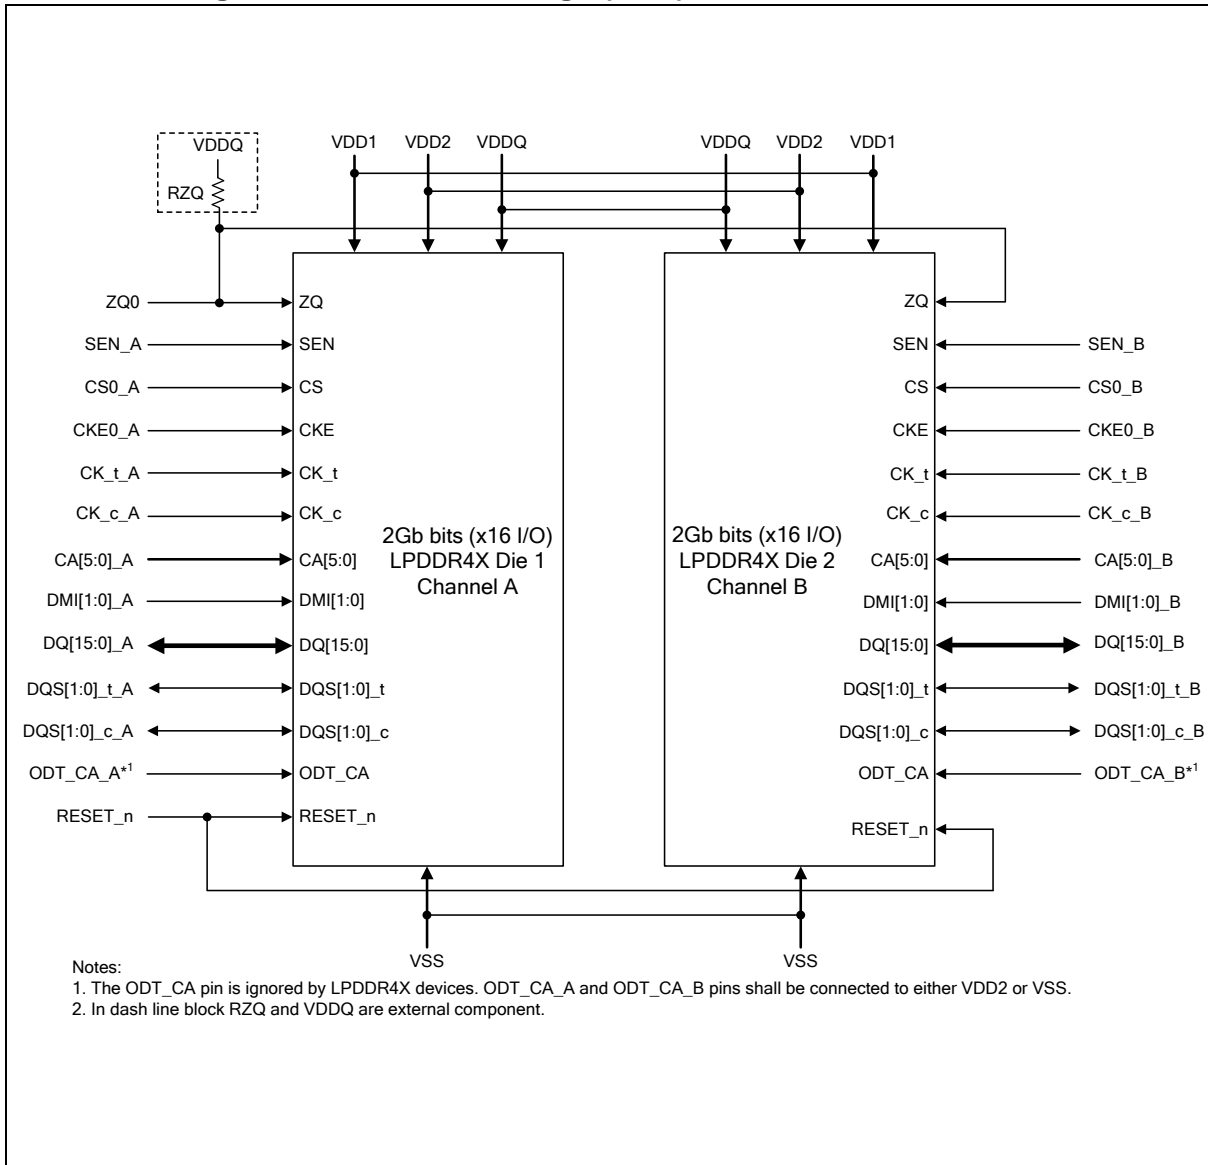 VDDQ
RZQ
VDD1 VDD2 VDDQ
VDDQ VDD2 VDD1
ZQ0 ZQ
SEN_A SEN
CS0_A CS
CKE0_A CKE
CK_t_A CK_t
CK_c_A CK_c
CA[5:0]_A CA[5:0]
DMI[1:0]_A DMI[1:0]
DQ[15:0]_A DQ[15:0]
DQS[1:0]_t_A DQS[1:0]_t
DQS[1:0]_c_A DQS[1:0]_c
ODT_CA_A*1 ODT_CA
RESET_n RESET_n
2Gb bits (x16 I/O)
LPDDR4X Die 1
Channel A
2Gb bits (x16 I/O)
LPDDR4X Die 2
Channel B
ZQ
SEN SEN_B
CS CS0_B
CKE CKE0_B
CK_t CK_t_B
CK_c CK_c_B
CA[5:0] CA[5:0]_B
DMI[1:0] DMI[1:0]_B
DQ[15:0] DQ[15:0]_B
DQS[1:0]_t DQS[1:0]_t_B
DQS[1:0]_c DQS[1:0]_c_B
ODT_CA ODT_CA_B*1
RESET_n
VSS VSS
Notes:
1. The ODT_CA pin is ignored by LPDDR4X devices. ODT_CA_A and ODT_CA_B pins shall be connected to either VDD2 or VSS.
2. In dash line block RZQ and VDDQ are external component.